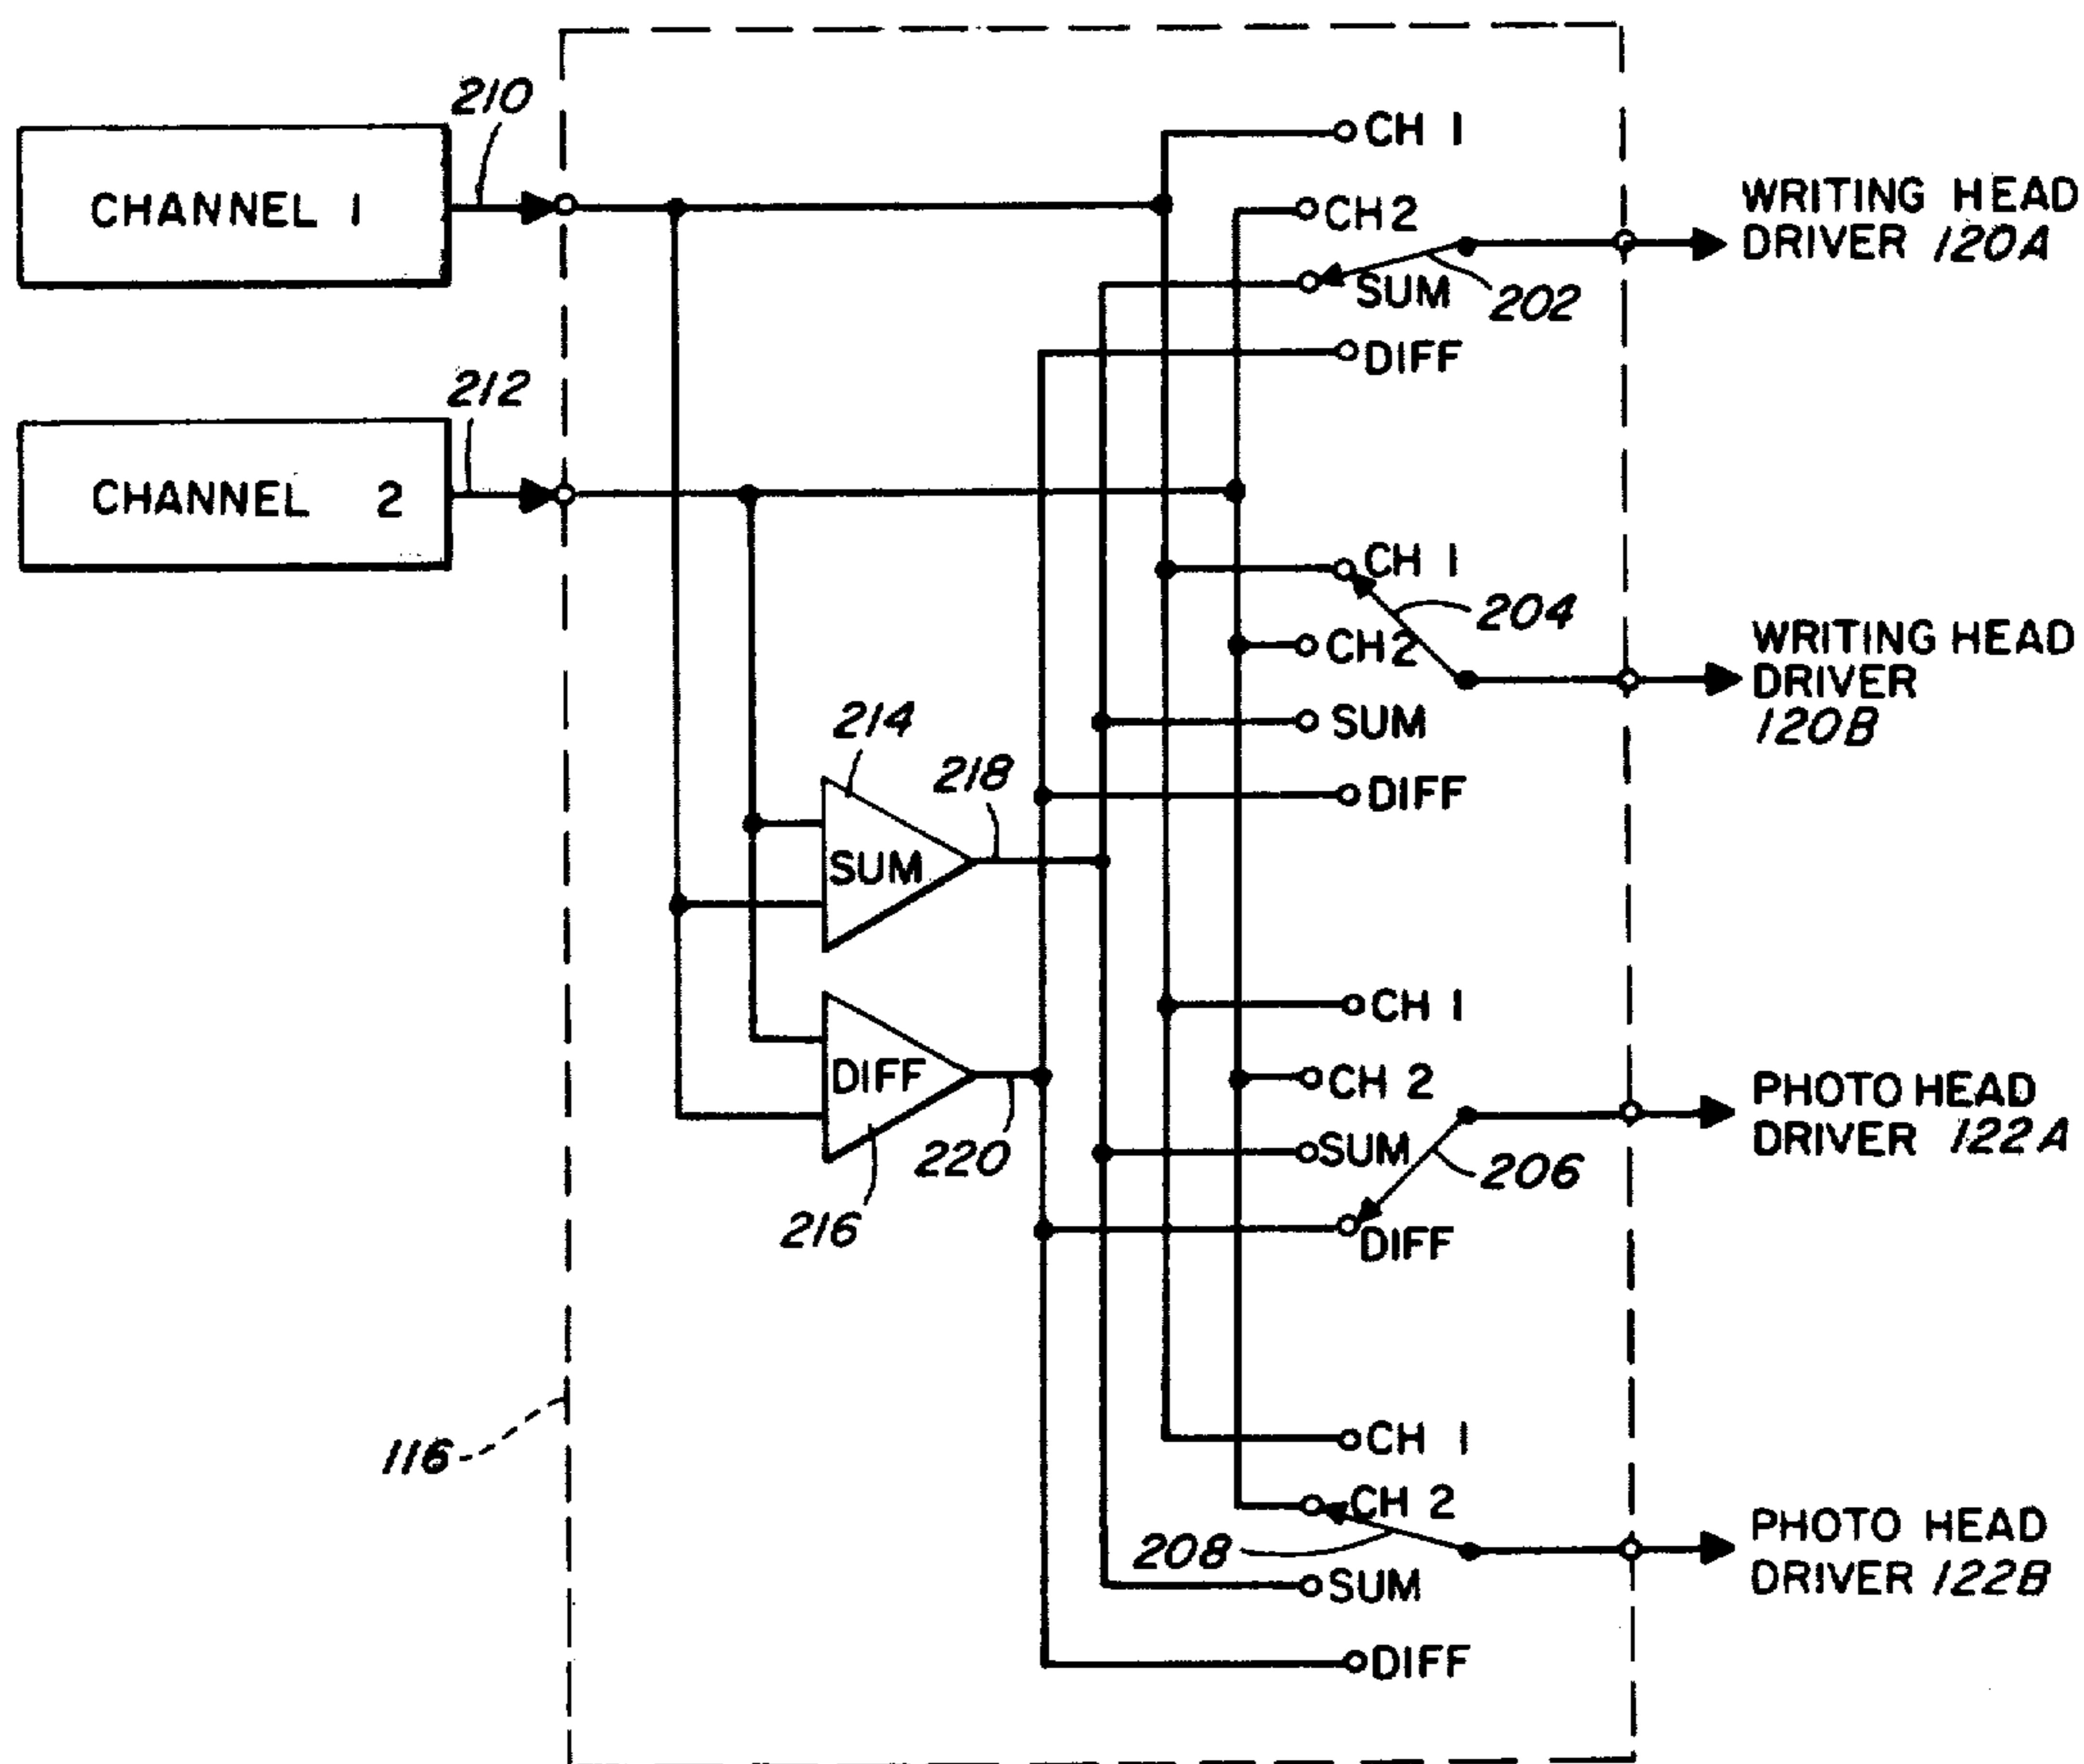 210
CH 1
CHANNEL 1
CH2
WRITING HEAD
DRIVER 120A
SUM
202
DIFF
212
CHANNEL 2
CH 1
204
CH2
WRITING HEAD
DRIVER
120B
214
SUM
218
DIFF
SUM
CH 1
DIFF
CH 2
PHOTO HEAD
DRIVER 122A
220
SUM
206
216
DIFF
116
CH 1
CH 2
208
PHOTO HEAD
DRIVER 122B
SUM
DIFF